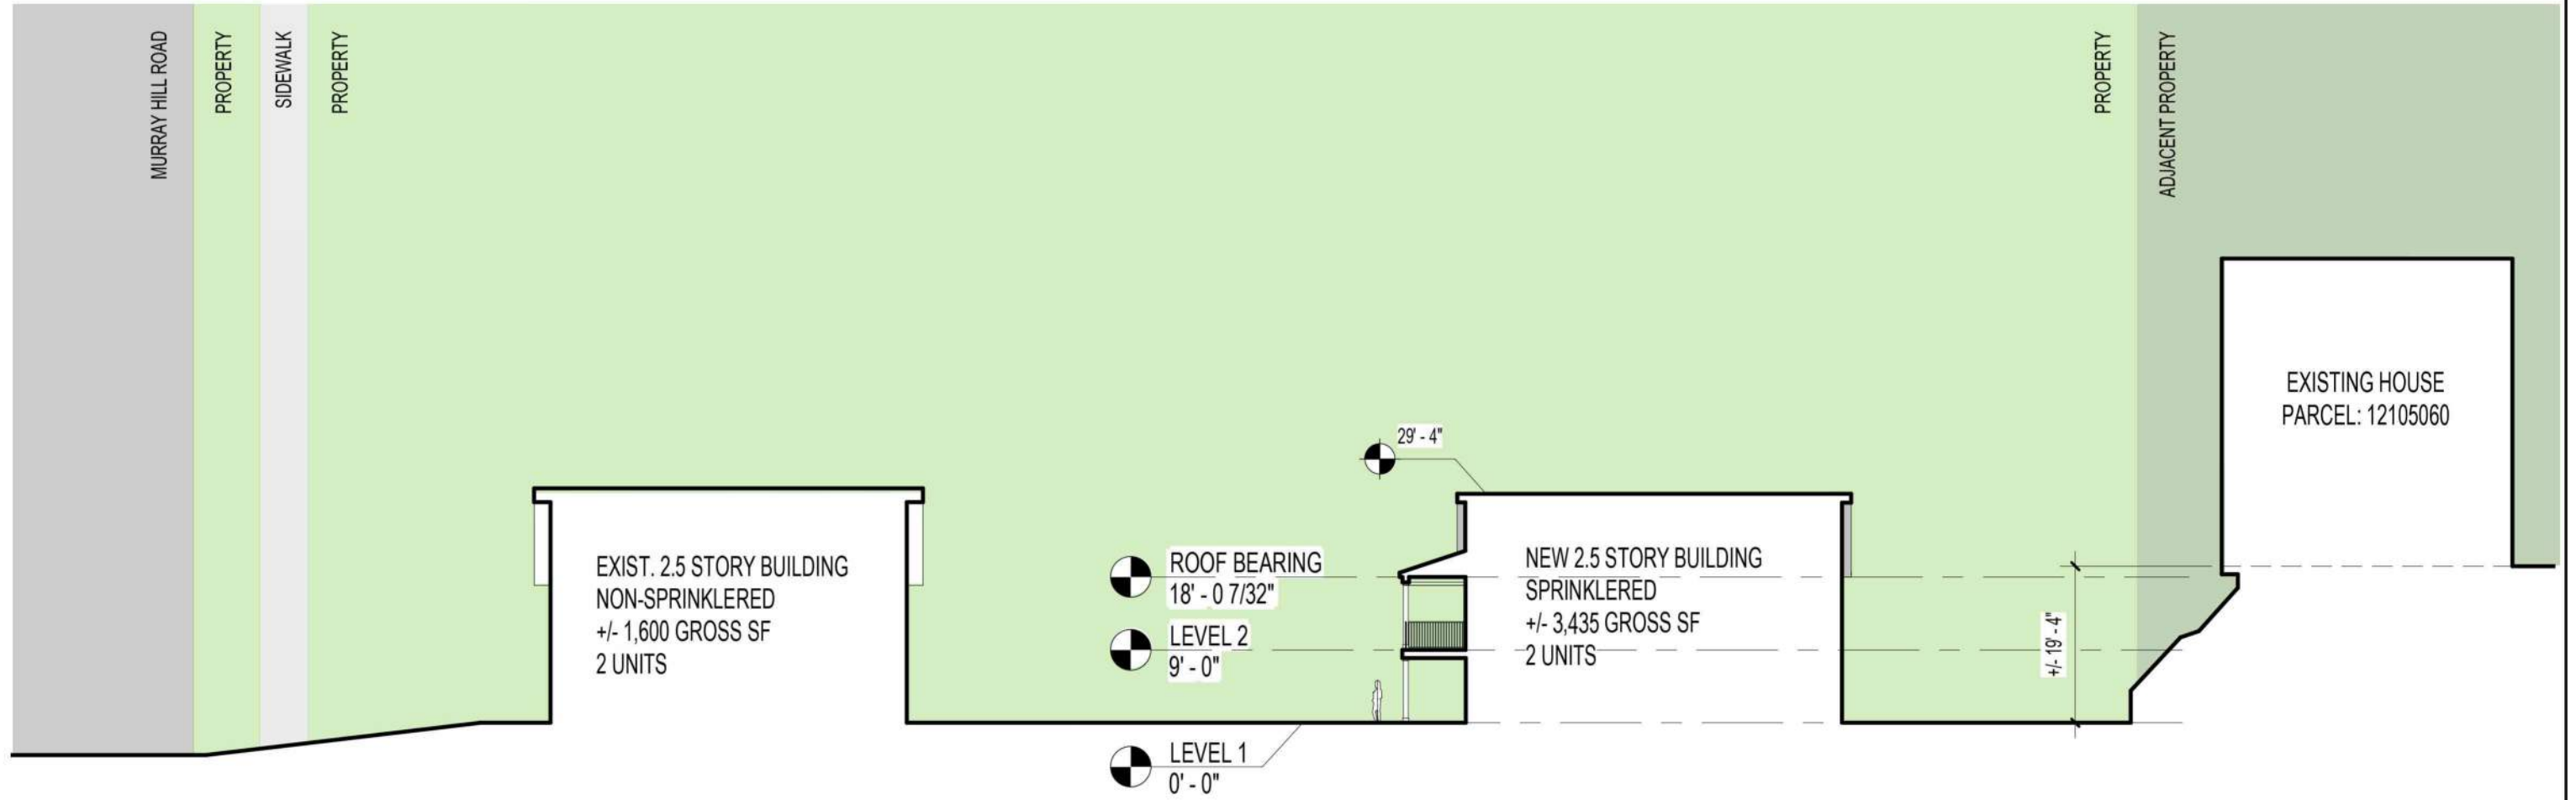 MURRAY HILL ROAD
PROPERTY
SIDEWALK
PROPERTY
PROPERTY
ADJACENT PROPERTY
EXISTING HOUSE
PARCEL: 12105060
29' - 4"
EXIST. 2.5 STORY BUILDING
NON-SPRINKLERED
+/- 1,600 GROSS SF
2 UNITS
ROOF BEARING
18' - 0 7/32"
LEVEL 2
9' - 0"
LEVEL 1
0' - 0"
NEW 2.5 STORY BUILDING
SPRINKLERED
+/- 3,435 GROSS SF
2 UNITS
+/- 19' - 4"